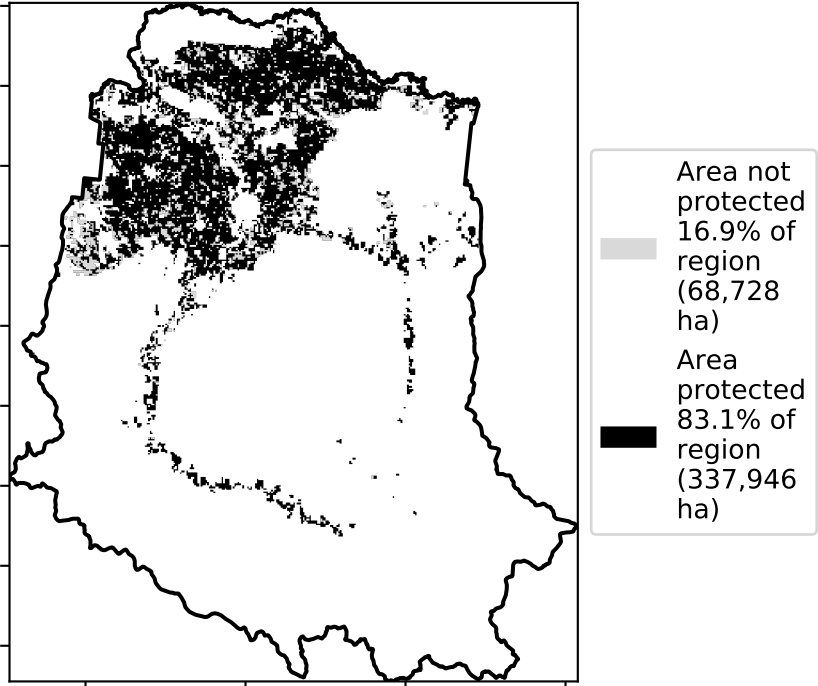 Area not
protected
16.9% of
region
(68,728
ha)
Area
protected
83.1% of
region
(337,946
ha)